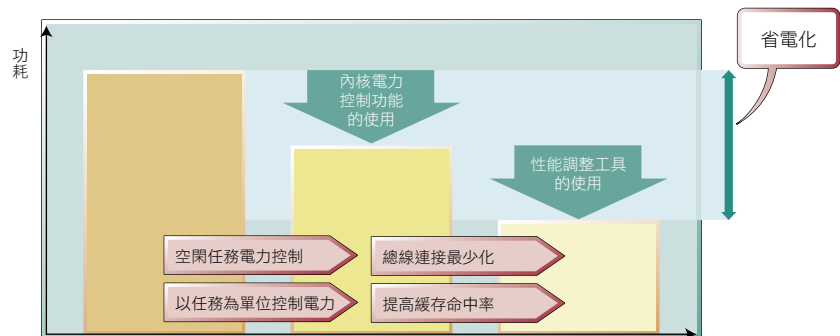 功耗
省電化
內核電力
控制功能
的使用
性能調整工具
的使用
空閑任務電力控制
總線連接最少化
以任務為單位控制電力
提高緩存命中率